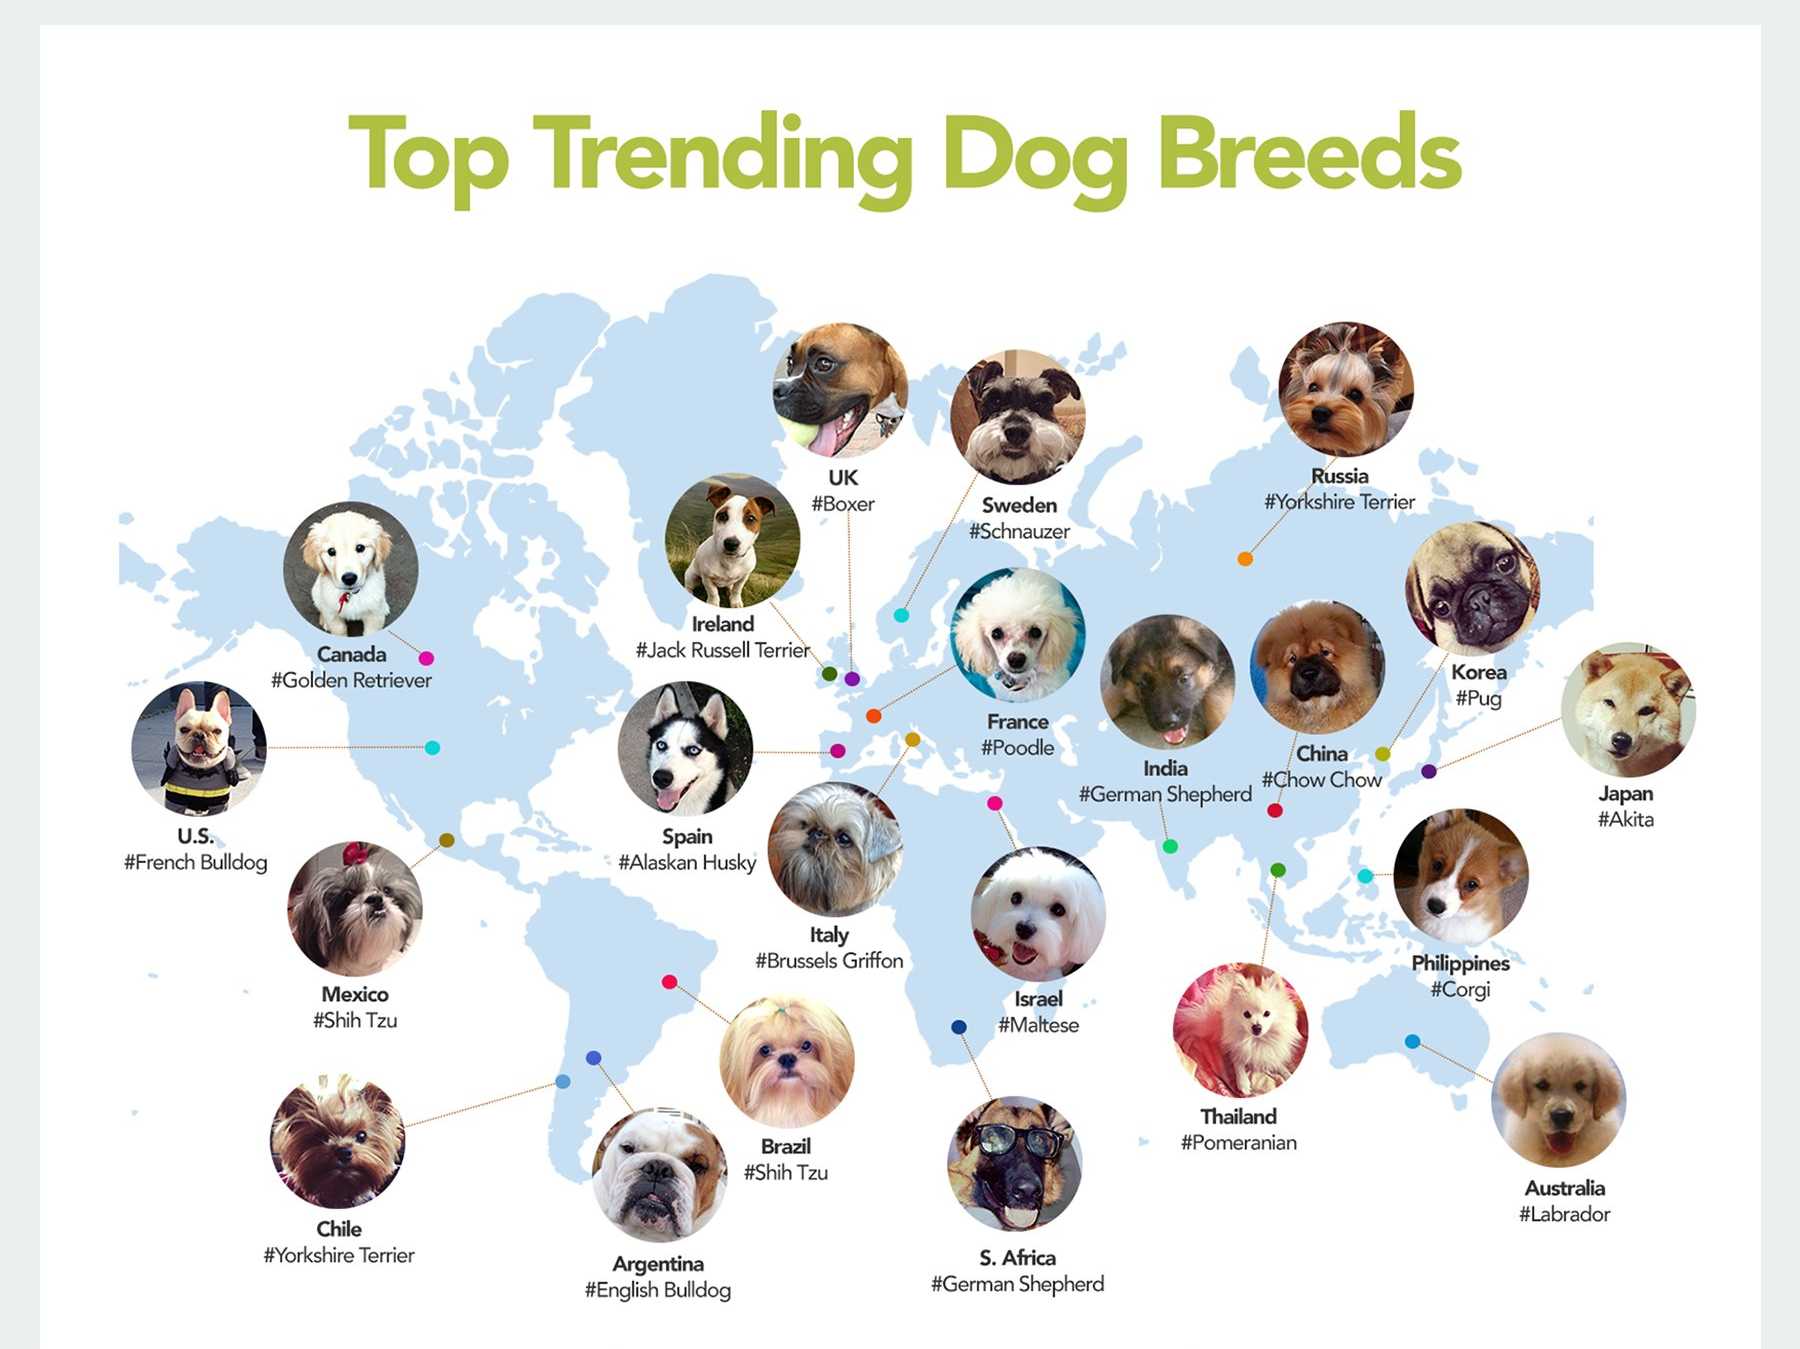 Top Trending Dog Breeds
UK
#Boxer
Sweden
#Schnauzer
Russia
#Yorkshire Terrier
Canada
#Golden Retriever
Ireland
#Jack Russell Terrier
France
#Poodle
India
#German Shepherd
China
#Chow Chow
Korea
#Pug
Japan
#Akita
U.S.
#French Bulldog
Spain
#Alaskan Husky
Italy
#Brussels Griffon
Mexico
#Shih Tzu
Israel
#Maltese
Philippines
#Corgi
Thailand
#Pomeranian
Brazil
#Shih Tzu
Australia
#Labrador
Chile
#Yorkshire Terrier
Argentina
#English Bulldog
S. Africa
#German Shepherd